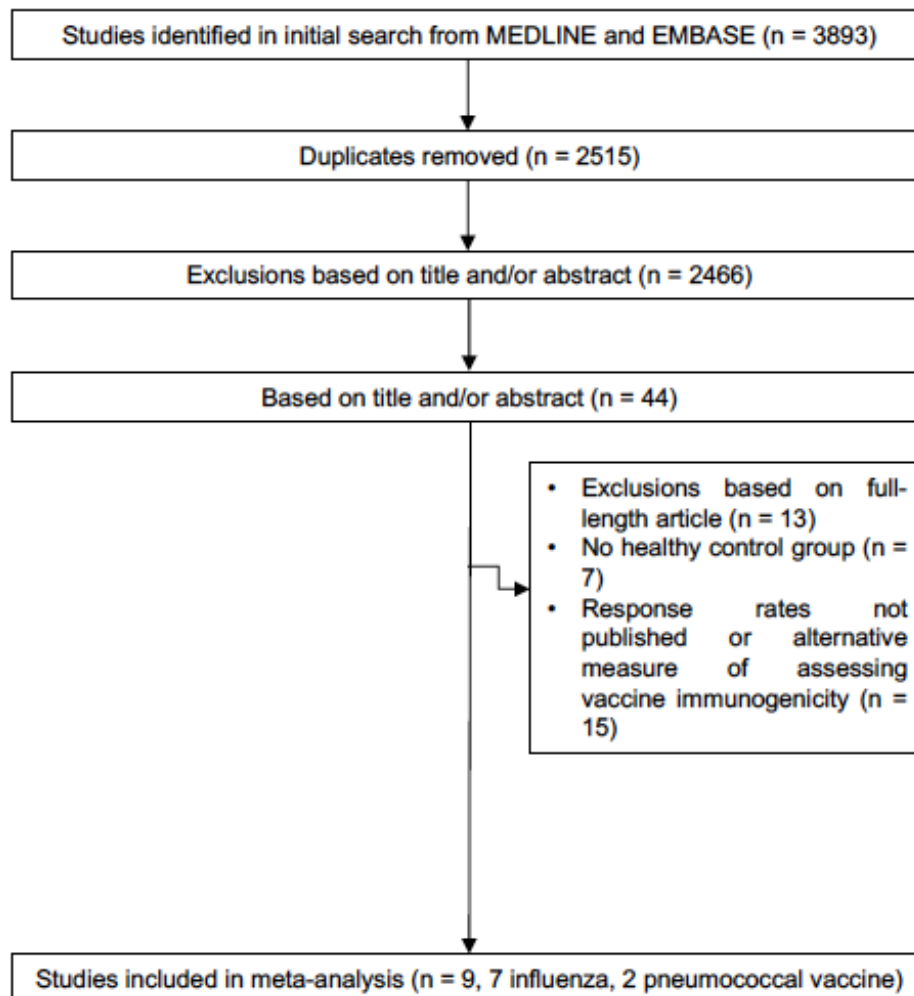 Studies identified in initial search from MEDLINE and EMBASE (n = 3893)
Duplicates removed (n = 2515)
Exclusions based on title and/or abstract (n = 2466)
Based on title and/or abstract (n = 44)
• Exclusions based on full-
length article (n = 13)
• No healthy control group (n =
7)
• Response rates not
published or alternative
measure of assessing
vaccine immunogenicity (n =
15)
Studies included in meta-analysis (n = 9, 7 influenza, 2 pneumococcal vaccine)